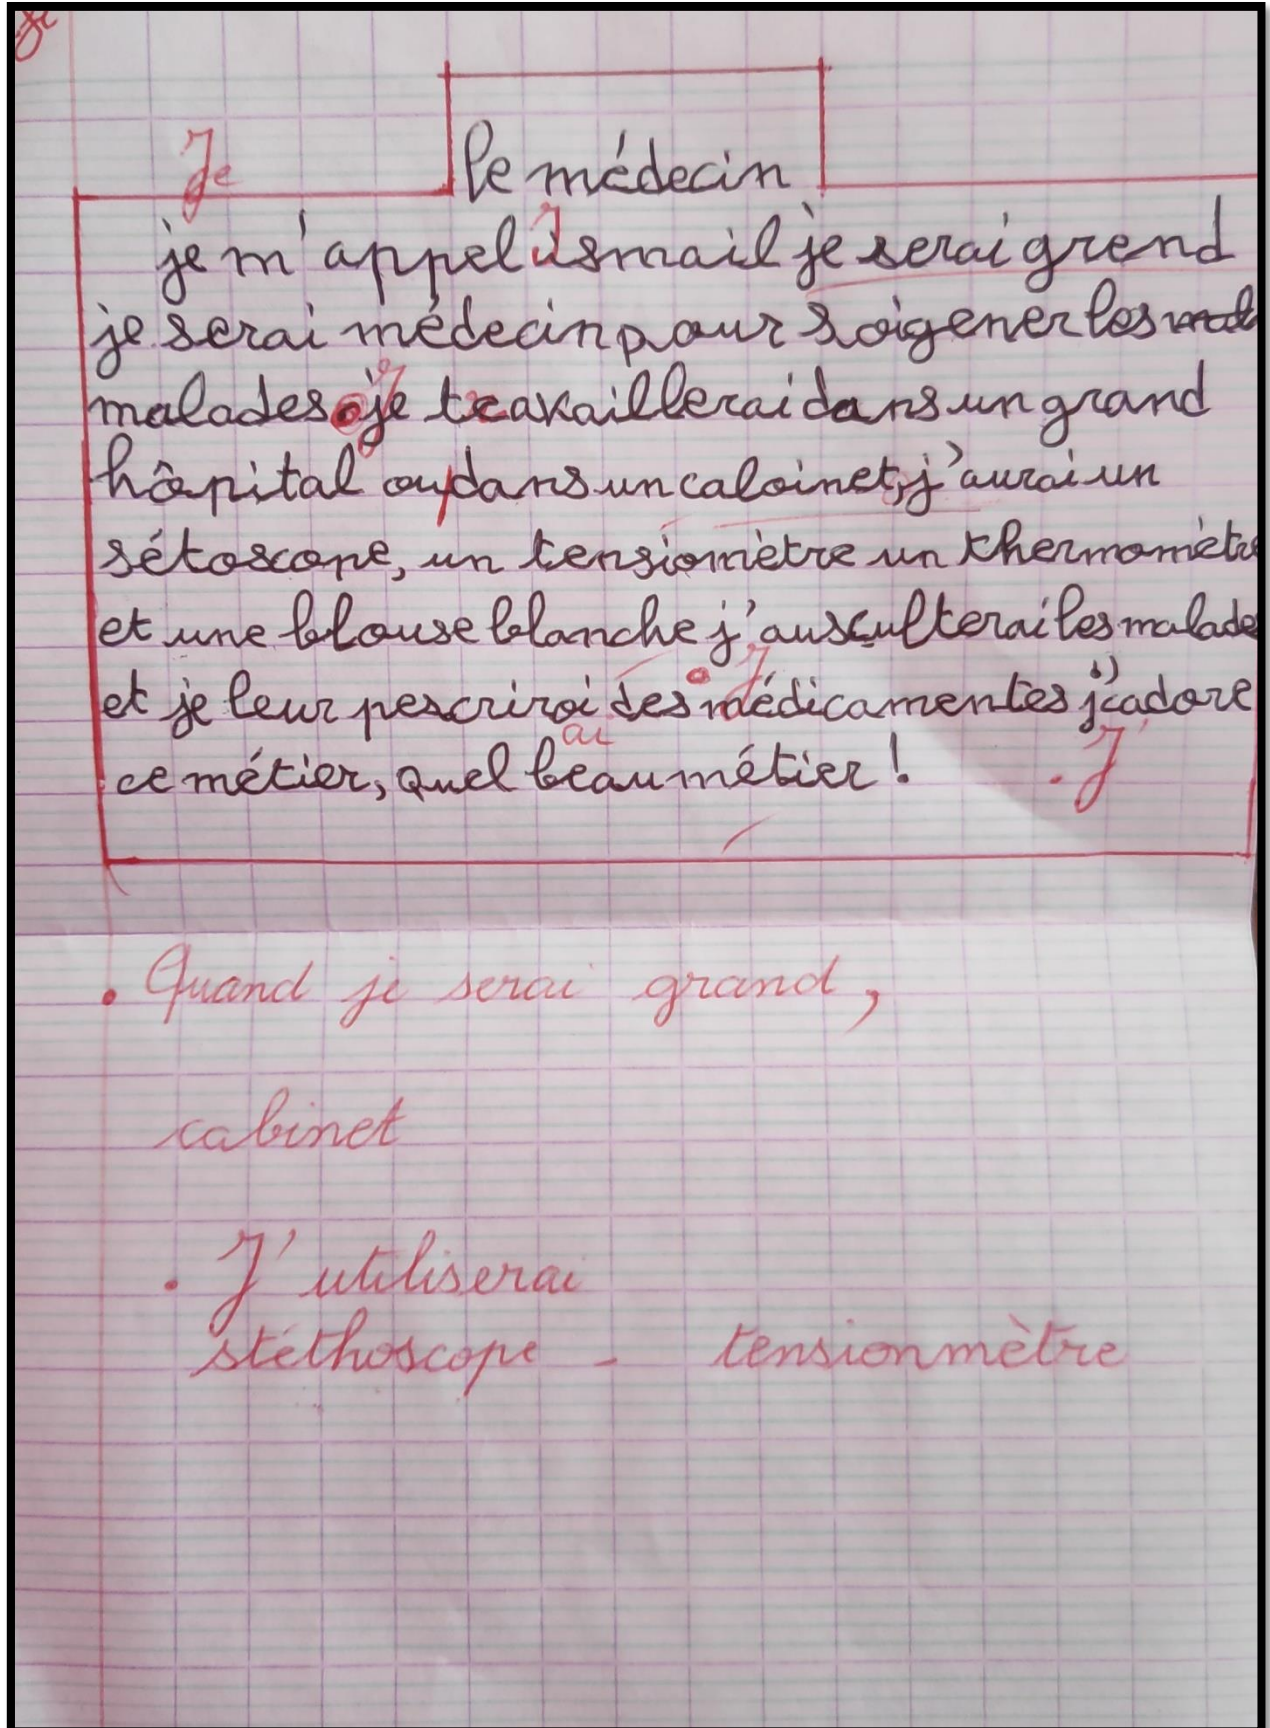 Je
le médecin
je m'appel ismail je serai grend
je serai médecin pour soigener les mal
malades. je travaillerai dans un grand
hôpital ou dans un caloinet, j'aurai un
sétoscope, un tensiomètre un thermomètre
et une blouse blanche j'ausculterai les malades
et je leur pescrirai des médicamentes j'adore
ai
ce métier, quel beau métier !
. J'
. Quand je serai grand,
cabinet
. J'utiliserai
stéthoscope - tensionmètre